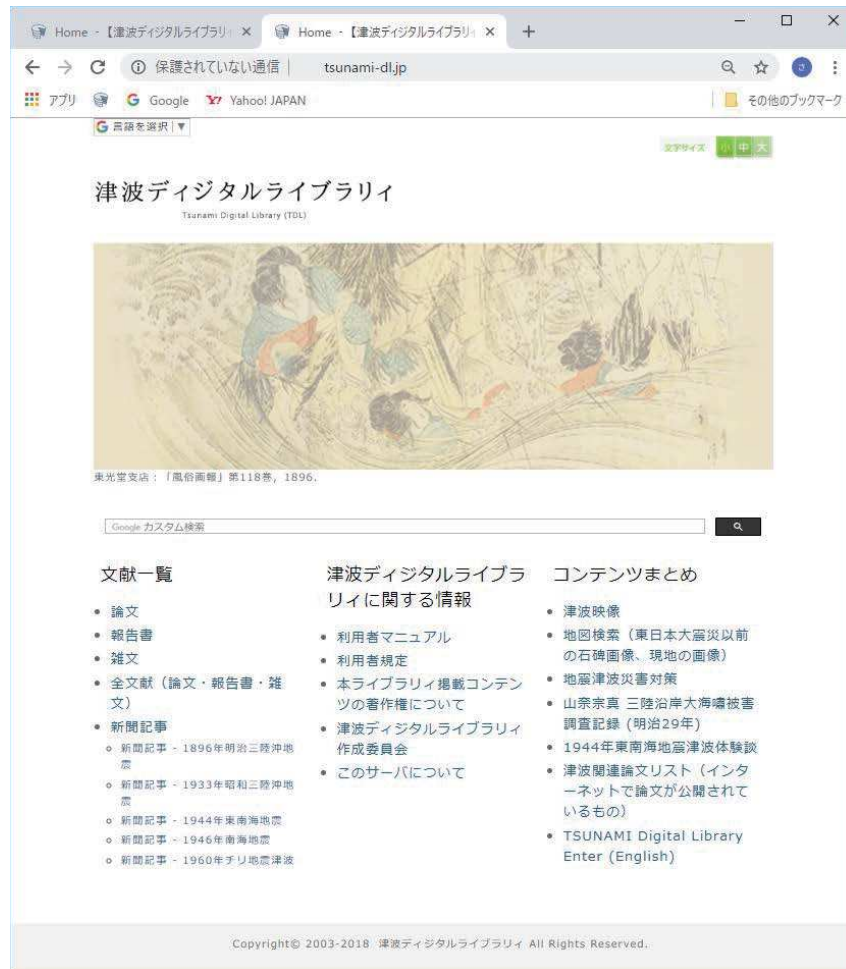 Home - 【津波ディジタルライブラリィ
Home - 【津波ディジタルライブラリィ
保護されていない通信
tsunami-dl.jp
さ
アプリ
Google
Yahoo! JAPAN
その他のブックマーク
G 言語を選択 | ▼
文字サイズ 小 中 大
津波ディジタルライブラリィ
Tsunami Digital Library (TDL)
東光堂支店:「風俗画報」第118巻, 1896.
Google カスタム検索
文献一覧
• 論文
• 報告書
• 雑文
• 全文献（論文・報告書・雑
文）
• 新聞記事
新聞記事 - 1896年明治三陸沖地
震
新聞記事 - 1933年昭和三陸沖地
震
新聞記事 - 1944年東南海地震
新聞記事 - 1946年南海地震
新聞記事 - 1960年チリ地震津波
津波ディジタルライブラ
リィに関する情報
• 利用者マニュアル
• 利用者規定
• 本ライブラリィ掲載コンテン
ツの著作権について
• 津波ディジタルライブラリィ
作成委員会
• このサーバについて
コンテンツまとめ
• 津波映像
• 地図検索（東日本大震災以前
の石碑画像、現地の画像）
• 地震津波災害対策
• 山奈宗真 三陸沿岸大海嘯被害
調査記録 (明治29年)
• 1944年東南海地震津波体験談
• 津波関連論文リスト（インタ
ーネットで論文が公開されて
いるもの）
• TSUNAMI Digital Library
Enter (English)
Copyright© 2003-2018 津波ディジタルライブラリィ All Rights Reserved.